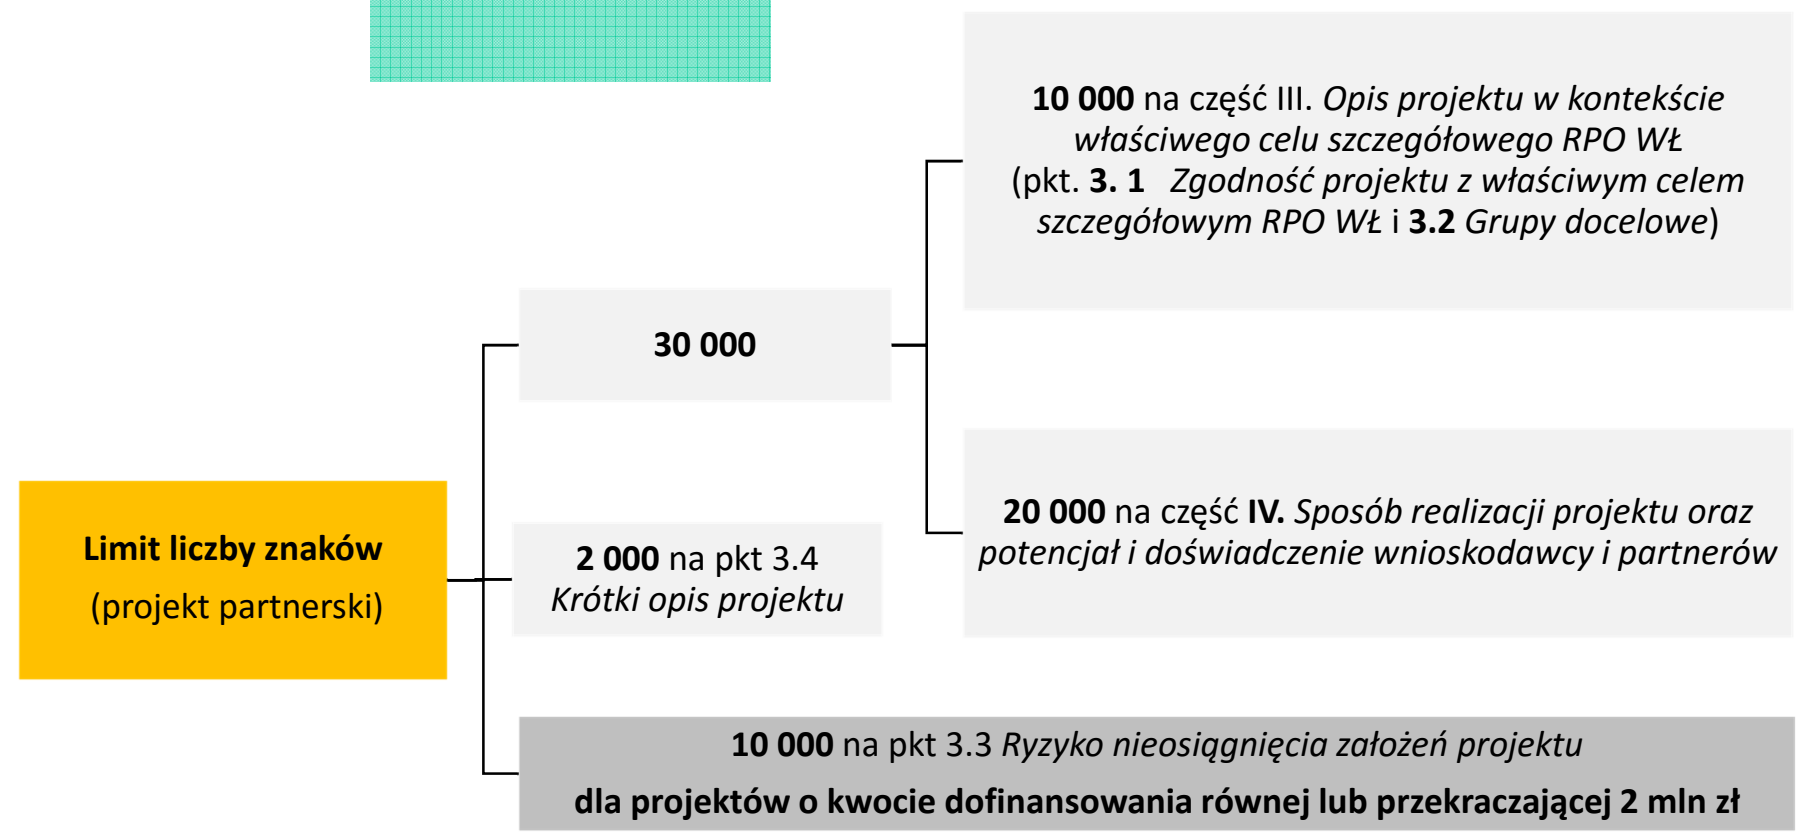 Limit liczby znaków
(projekt partnerski)
30 000
10 000 na część III. Opis projektu w kontekście
właściwego celu szczegółowego RPO WŁ
(pkt. 3. 1 Zgodność projektu z właściwym celem
szczegółowym RPO WŁ i 3.2 Grupy docelowe)
20 000 na część IV. Sposób realizacji projektu oraz
potencjał i doświadczenie wnioskodawcy i partnerów
2 000 na pkt 3.4
Krótki opis projektu
10 000 na pkt 3.3 Ryzyko nieosiągnięcia założeń projektu
dla projektów o kwocie dofinansowania równej lub przekraczającej 2 mln zł